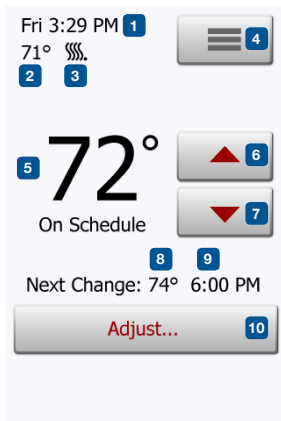 Fri 3:29 PM 1
4
71°
2 3
5 72° 6
On Schedule 7
8 9
Next Change: 74° 6:00 PM
Adjust... 10